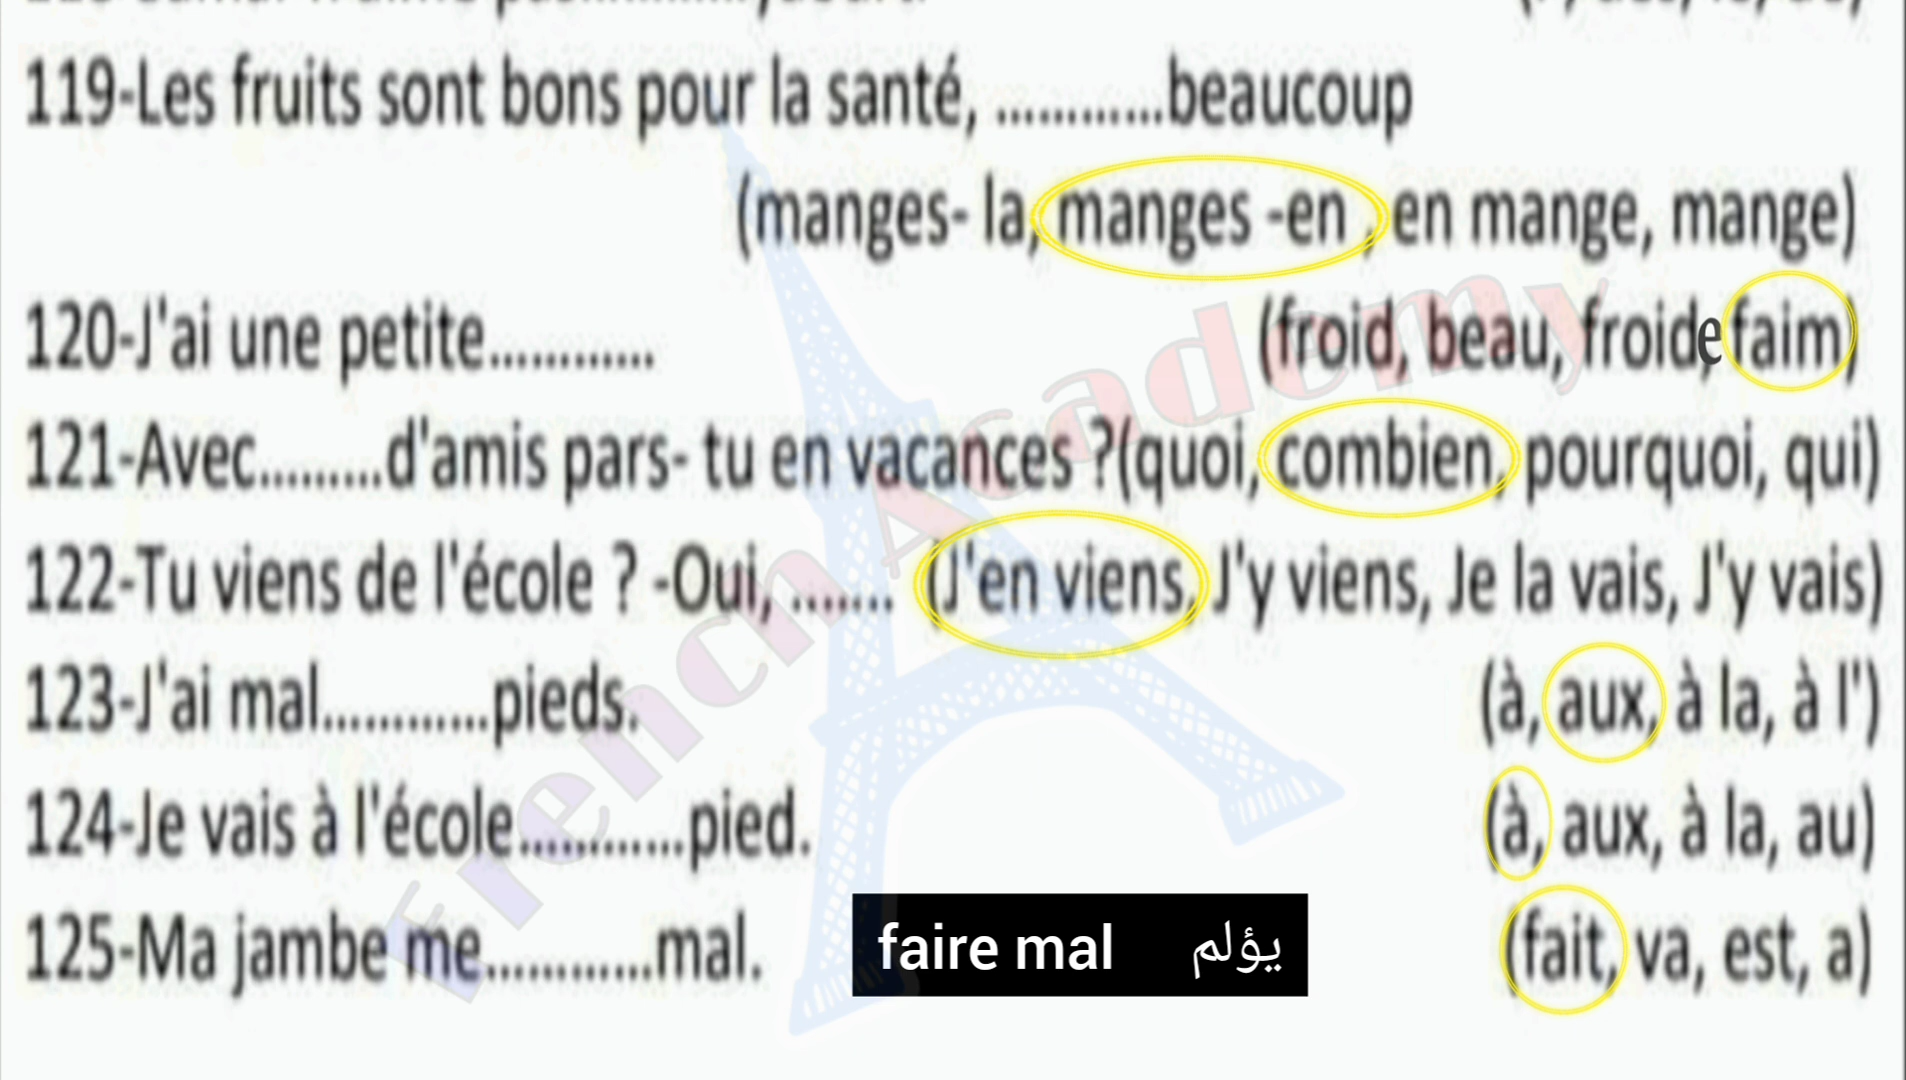 119-Les fruits sont bons pour la santé, ............beaucoup
(manges- la, manges -en , en mange, mange)
120-J'ai une petite............ (froid, beau, froide, faim)
121-Avec.........d'amis pars- tu en vacances ?(quoi, combien, pourquoi, qui)
122-Tu viens de l'école ? -Oui, ....... (J'en viens, J'y viens, Je la vais, J'y vais)
123-J'ai mal............pieds. (à, aux, à la, à l')
124-Je vais à l'école............pied. (à, aux, à la, au)
125-Ma jambe me............mal. (fait, va, est, a)
faire mal يؤلم
French Academy